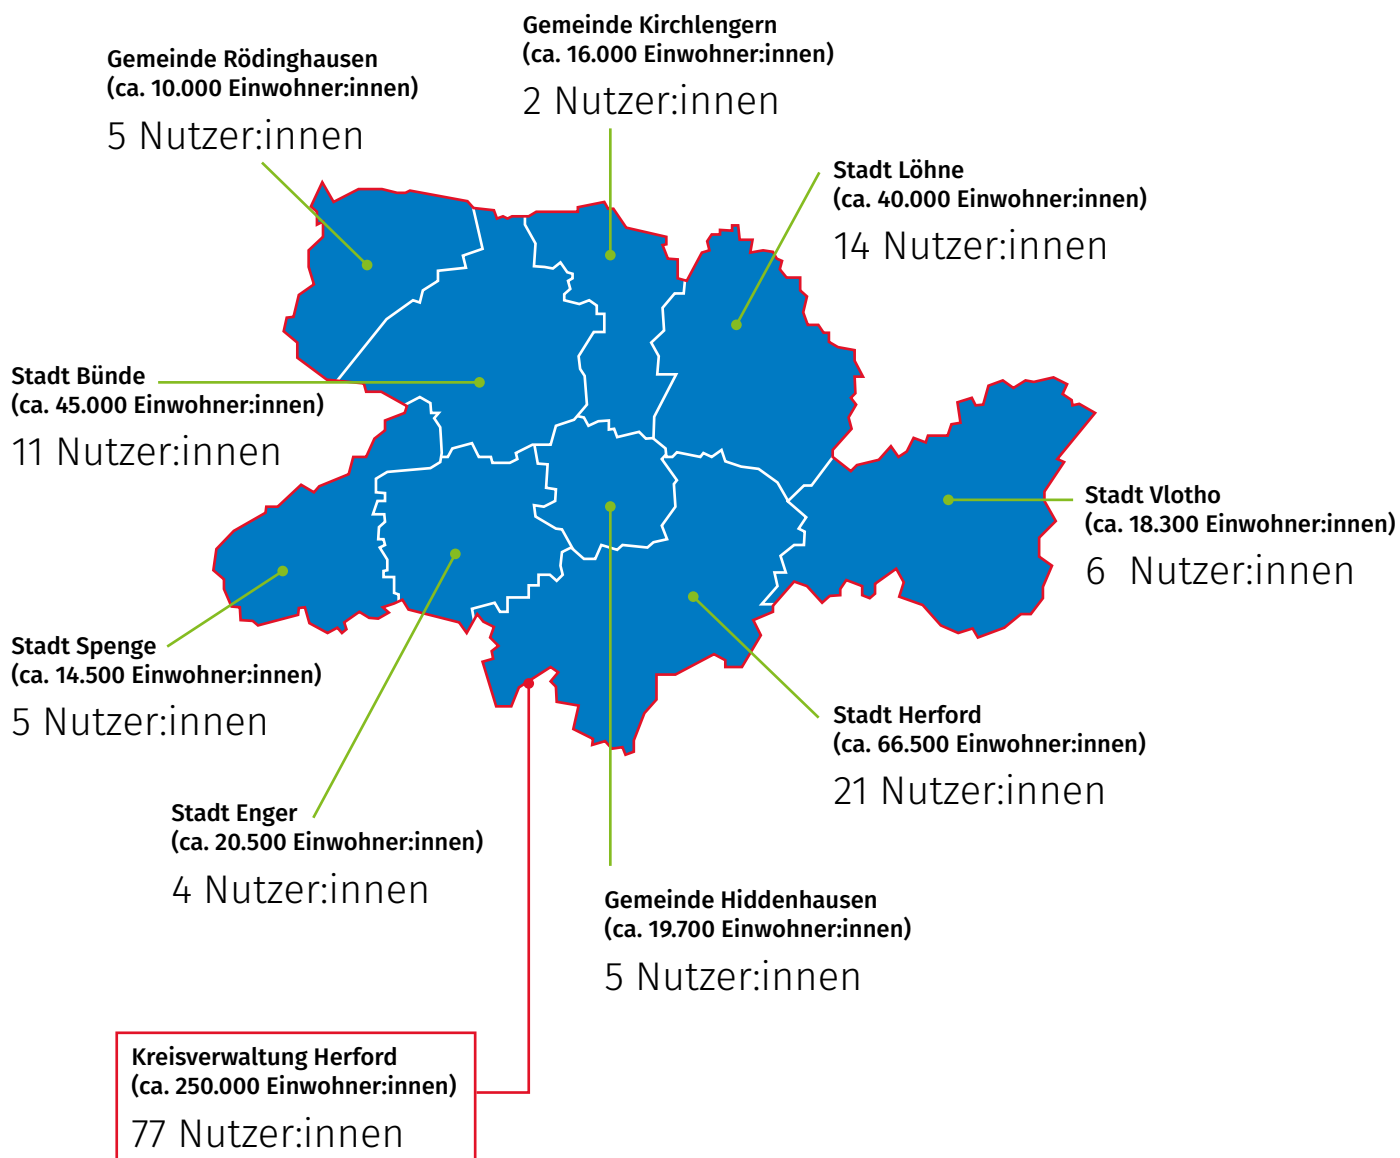 Gemeinde Kirchlengern
(ca. 16.000 Einwohner:innen)
2 Nutzer:innen
Gemeinde Rödinghausen
(ca. 10.000 Einwohner:innen)
5 Nutzer:innen
Stadt Löhne
(ca. 40.000 Einwohner:innen)
14 Nutzer:innen
Stadt Bünde
(ca. 45.000 Einwohner:innen)
11 Nutzer:innen
Stadt Vlotho
(ca. 18.300 Einwohner:innen)
6 Nutzer:innen
Stadt Spenge
(ca. 14.500 Einwohner:innen)
5 Nutzer:innen
Stadt Herford
(ca. 66.500 Einwohner:innen)
21 Nutzer:innen
Stadt Enger
(ca. 20.500 Einwohner:innen)
4 Nutzer:innen
Gemeinde Hiddenhausen
(ca. 19.700 Einwohner:innen)
5 Nutzer:innen
Kreisverwaltung Herford
(ca. 250.000 Einwohner:innen)
77 Nutzer:innen